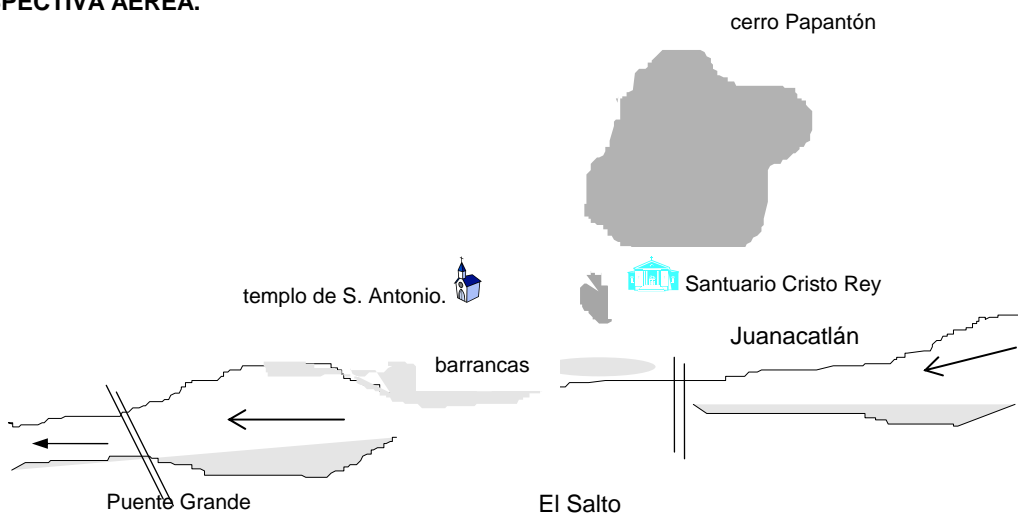 PECTIVA AÉREA.
cerro Papantón
templo de S. Antonio.
Santuario Cristo Rey
Juanacatlán
barrancas
Puente Grande
El Salto